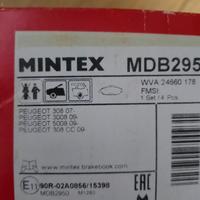 MINTEX MDB295
WVA 24660 178
FMSI
1 Set / 4 Pcs
PEUGEOT 308 07-
PEUGEOT 3008 09-
PEUGEOT 5008 09-
PEUGEOT 308 CC 09-
www.mintex brakebook.com
E11 90R-02A0856/15398
MDB2950 M1263
EAC